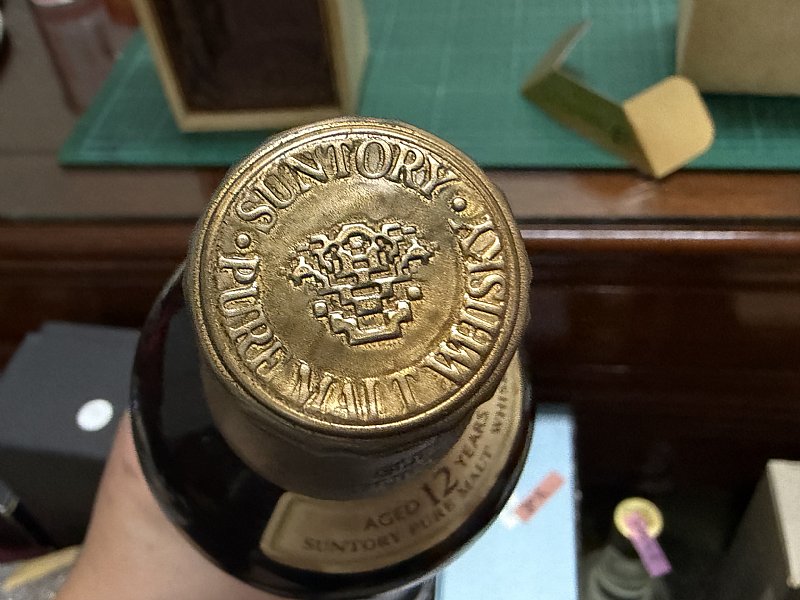 SUNTORY
PURE MALT WHISKY
AGED 12 YEARS
SUNTORY PURE MALT